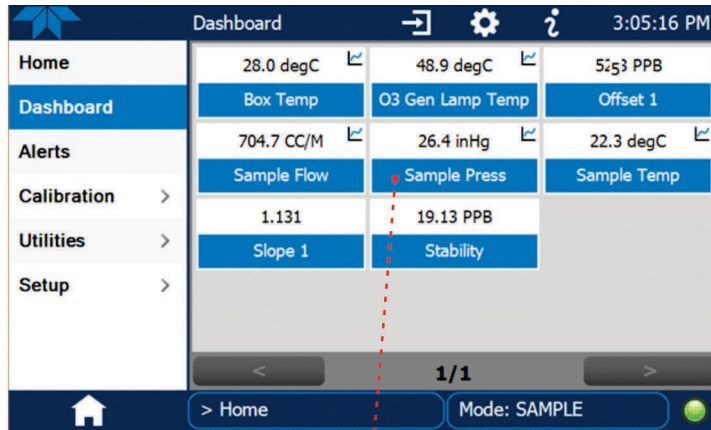 Dashboard
3:05:16 PM
Home
Dashboard
Alerts
Calibration >
Utilities >
Setup >
28.0 degC
Box Temp
48.9 degC
O3 Gen Lamp Temp
PPB
Offset 1
704.7 CC/M
Sample Flow
26.4 inHg
Sample Press
22.3 degC
Sample Temp
1.131
Slope 1
19.13 PPB
Stability
< 1/1 >
> Home
Mode: SAMPLE